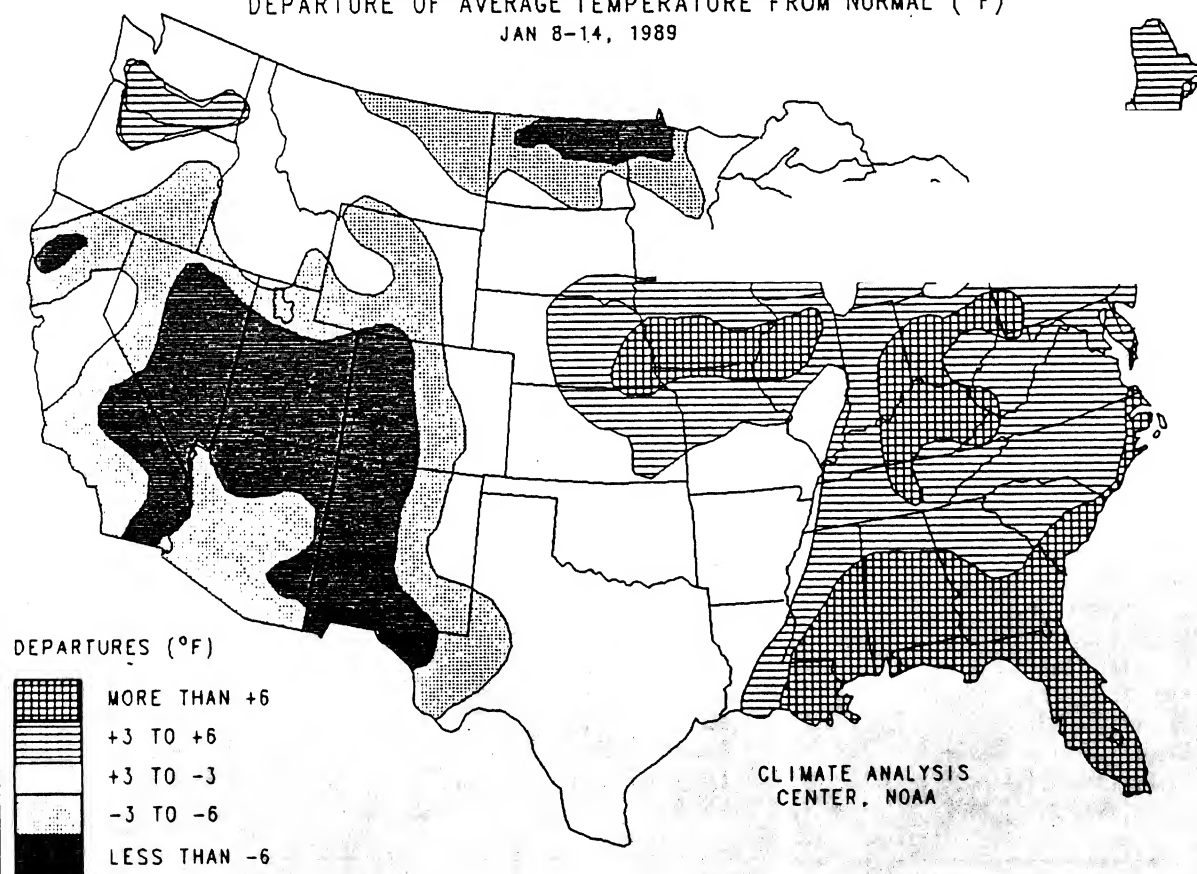 DEPARTURE OF AVERAGE TEMPERATURE FROM NORMAL (°F)
JAN 8-14, 1989
DEPARTURES (°F)
MORE THAN +6
+3 TO +6
+3 TO -3
-3 TO -6
LESS THAN -6
CLIMATE ANALYSIS
CENTER, NOAA